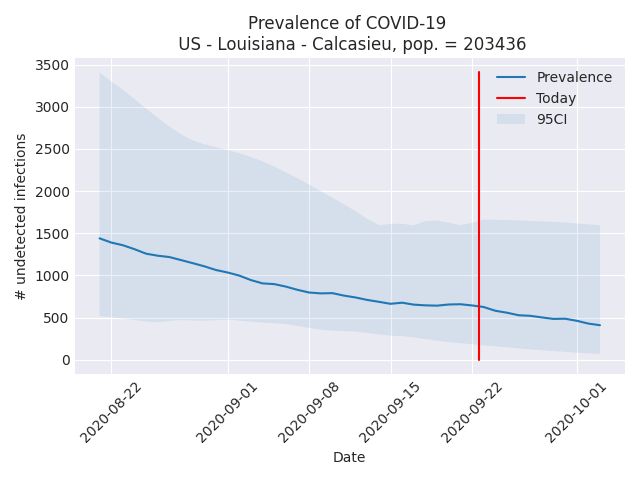 Prevalence of COVID-19
US - Louisiana - Calcasieu, pop. = 203436
Prevalence
Today
95CI
# undetected infections
3500
3000
2500
2000
1500
1000
500
0
2020-08-22
2020-09-01
2020-09-08
2020-09-15
2020-09-22
2020-10-01
Date